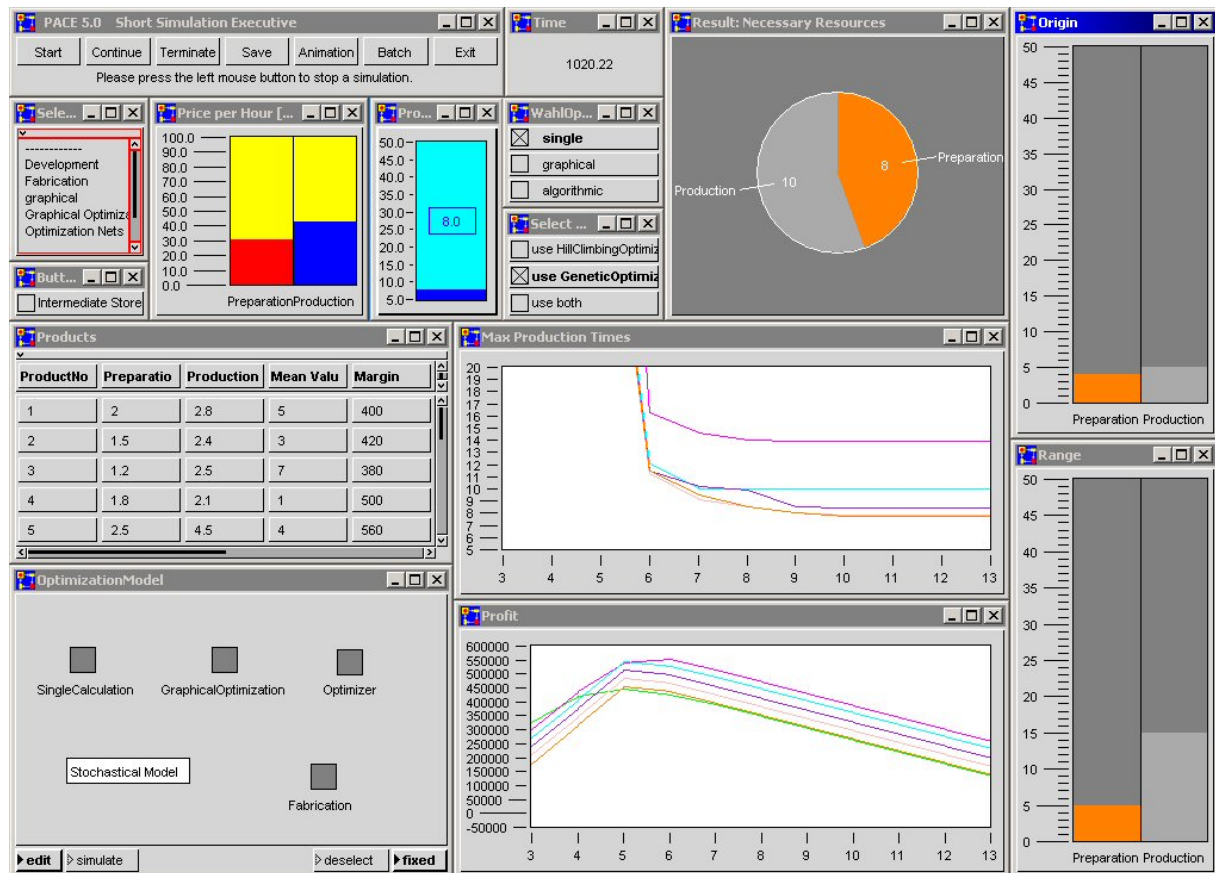 PACE 5.0 Short Simulation Executive
Start Continue Terminate Save Animation Batch Exit
Please press the left mouse button to stop a simulation.
Time
1020.22
Result: Necessary Resources
Preparation
8
Production
10
Origin
50
45
40
35
30
25
20
15
10
5
0
Preparation Production
Sele...
------------
Development
Fabrication
graphical
Graphical Optimiza
Optimization Nets
Butt...
Intermediate Store
Price per Hour [...
100.0
90.0
80.0
70.0
60.0
50.0
40.0
30.0
20.0
10.0
0.0
Preparation Production
Pro...
50.0
45.0
40.0
35.0
30.0
25.0
20.0
15.0
10.0
5.0
8.0
WahlOp...
single
graphical
algorithmic
Select ...
use HillClimbingOptimiz
use GeneticOptimiz
use both
Products
ProductNo Preparatio Production Mean Valu Margin
1 2 2.8 5 400
2 1.5 2.4 3 420
3 1.2 2.5 7 380
4 1.8 2.1 1 500
5 2.5 4.5 4 560
Max Production Times
20
19
18
17
16
15
14
13
12
11
10
9
8
7
6
5
3 4 5 6 7 8 9 10 11 12 13
Range
50
45
40
35
30
25
20
15
10
5
0
Preparation Production
OptimizationModel
SingleCalculation GraphicalOptimization Optimizer
Stochastical Model
Fabrication
edit simulate deselect fixed
Profit
600000
550000
500000
450000
400000
350000
300000
250000
200000
150000
100000
50000
0
-50000
3 4 5 6 7 8 9 10 11 12 13